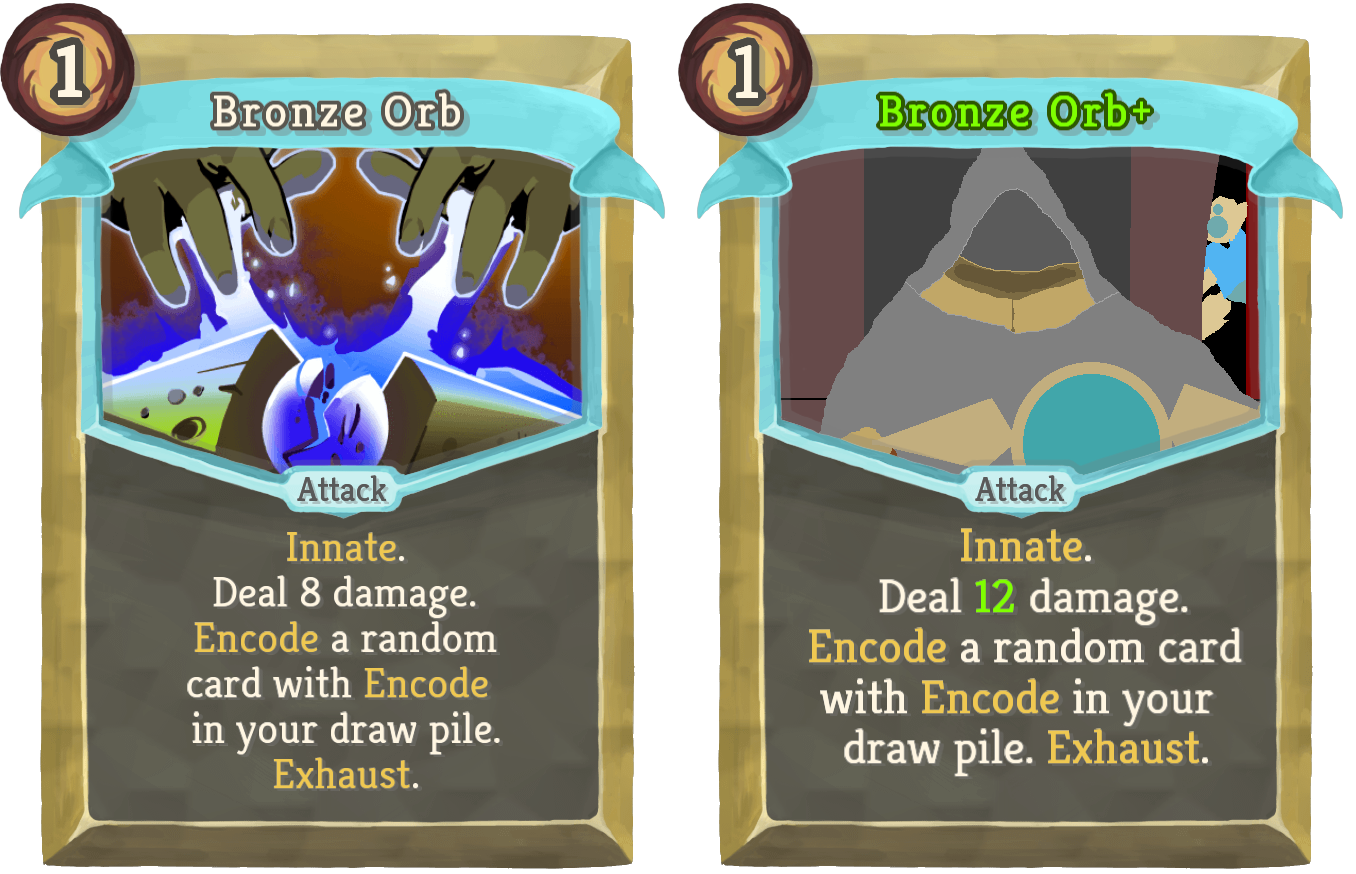 1
Bronze Orb
Attack
Innate.
Deal 8 damage.
Encode a random
card with Encode
in your draw pile.
Exhaust.
1
Bronze Orb+
Attack
Innate.
Deal 12 damage.
Encode a random card
with Encode in your
draw pile. Exhaust.